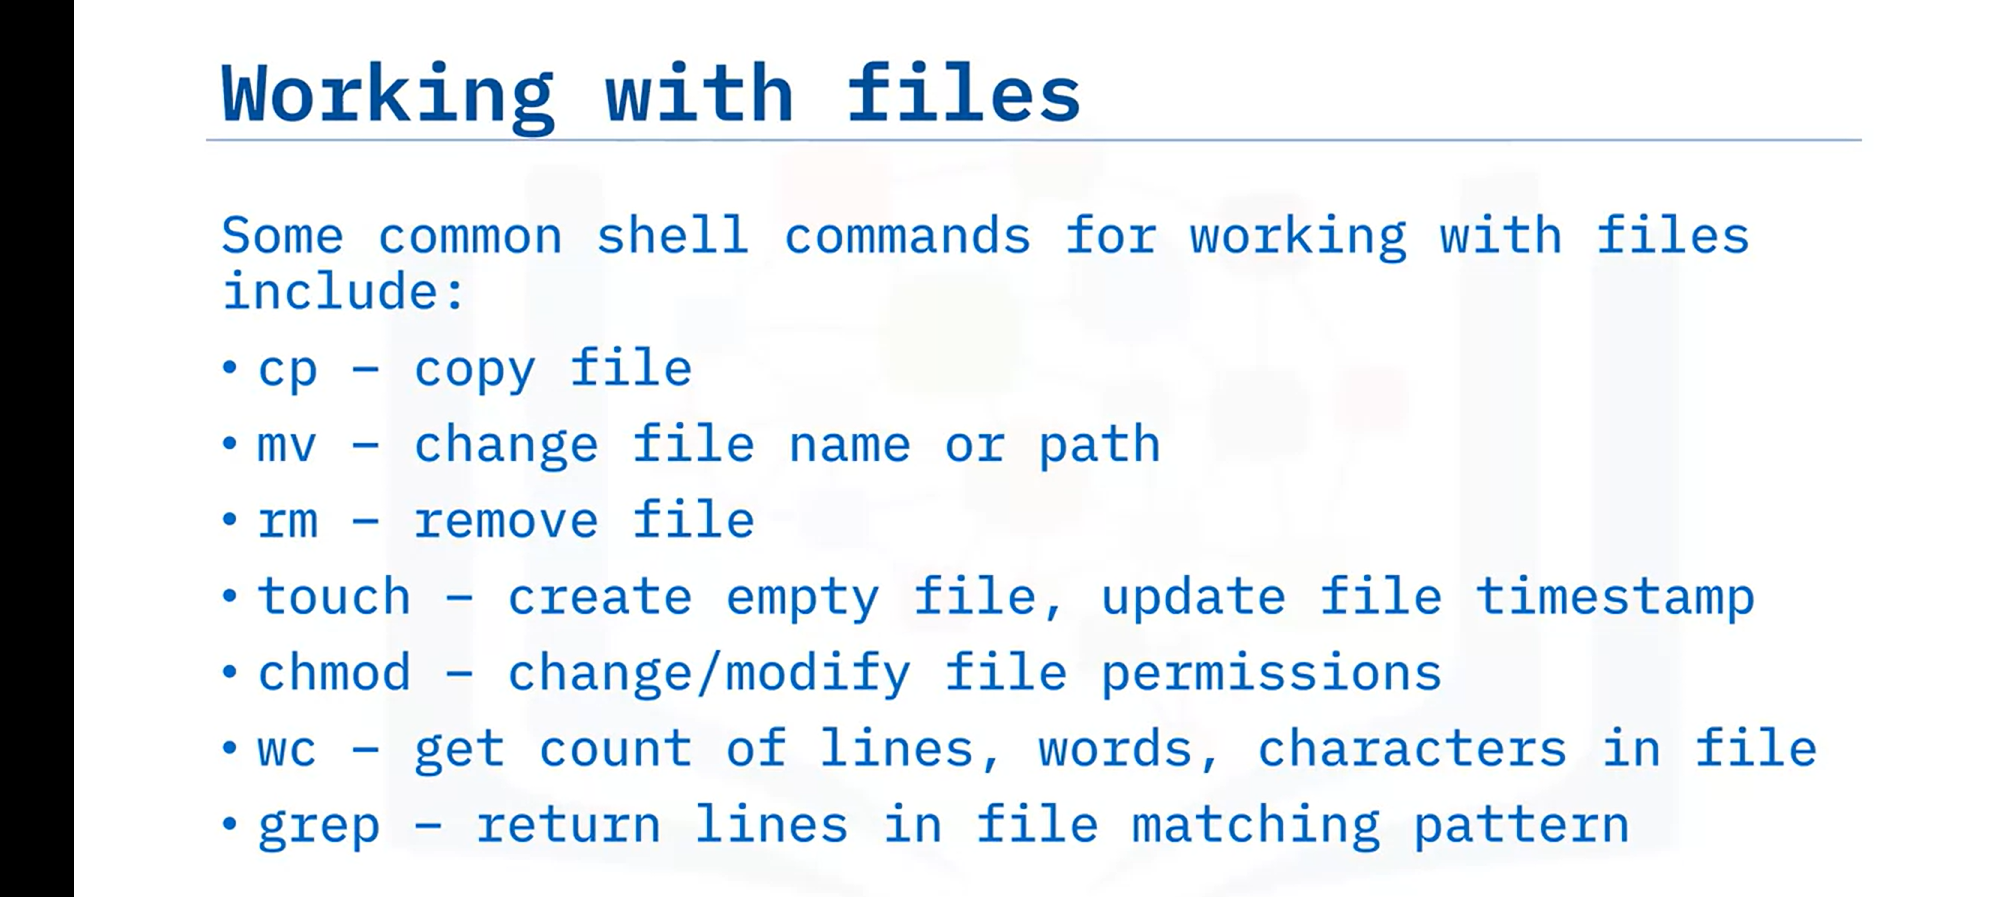 Working with files
Some common shell commands for working with files
include:
• cp – copy file
• mv – change file name or path
• rm – remove file
• touch – create empty file, update file timestamp
• chmod – change/modify file permissions
• wc – get count of lines, words, characters in file
• grep – return lines in file matching pattern